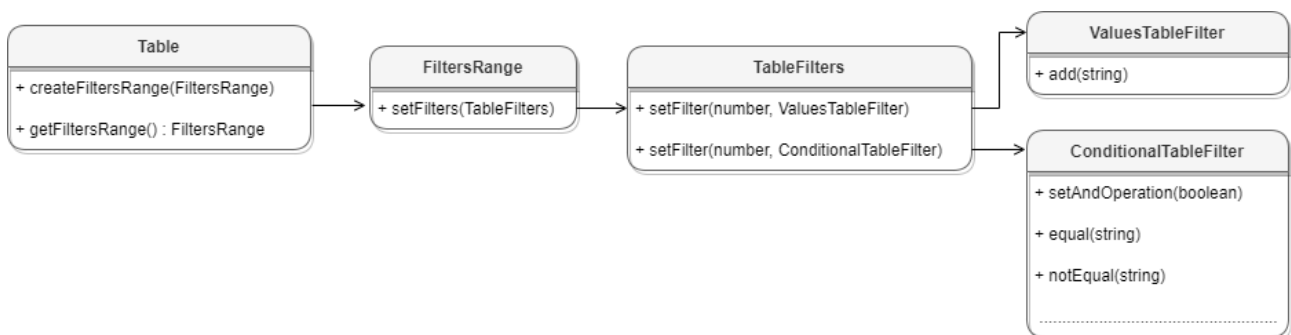 Table
+ createFiltersRange(FiltersRange)
+ getFiltersRange() : FiltersRange
FiltersRange
+ setFilters(TableFilters)
TableFilters
+ setFilter(number, ValuesTableFilter)
+ setFilter(number, ConditionalTableFilter)
ValuesTableFilter
+ add(string)
ConditionalTableFilter
+ setAndOperation(boolean)
+ equal(string)
+ notEqual(string)